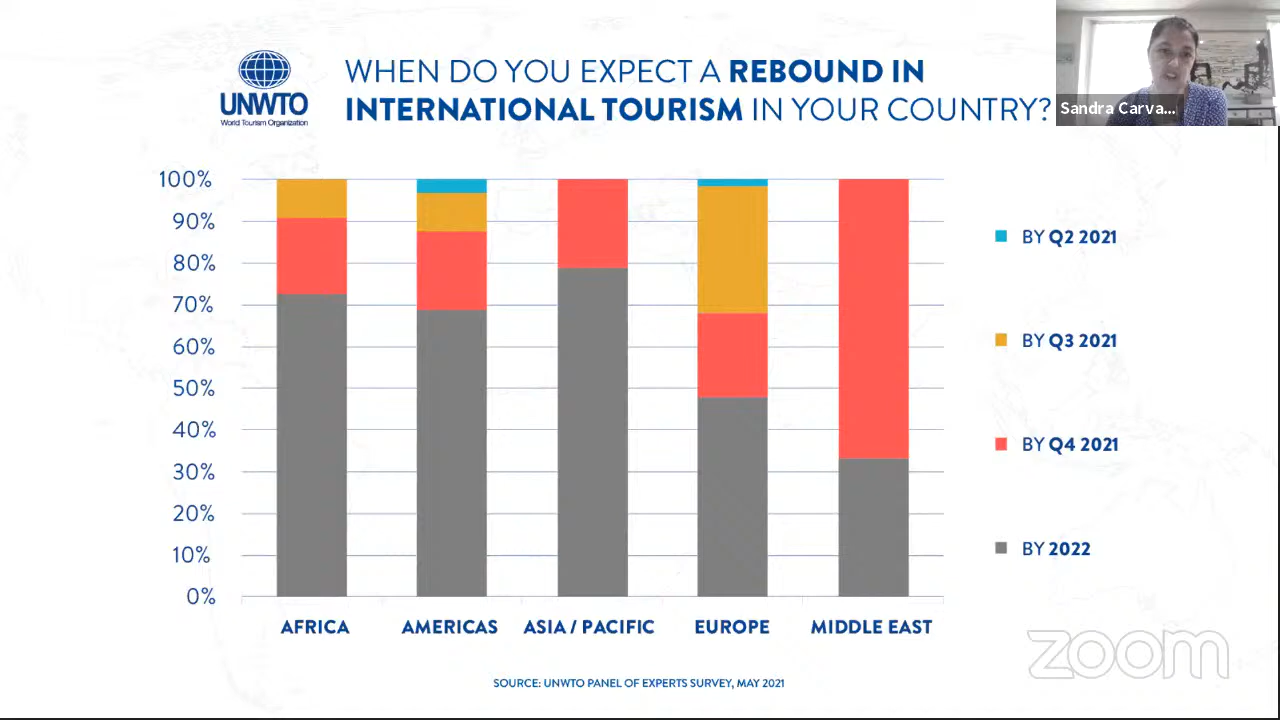 UNWTO
World Tourism Organization
WHEN DO YOU EXPECT A REBOUND IN
INTERNATIONAL TOURISM IN YOUR COUNTRY?
Sandra Carva...
100%
90%
80%
70%
60%
50%
40%
30%
20%
10%
0%
BY Q2 2021
BY Q3 2021
BY Q4 2021
BY 2022
AFRICA
AMERICAS
ASIA / PACIFIC
EUROPE
MIDDLE EAST
SOURCE: UNWTO PANEL OF EXPERTS SURVEY, MAY 2021
zoom